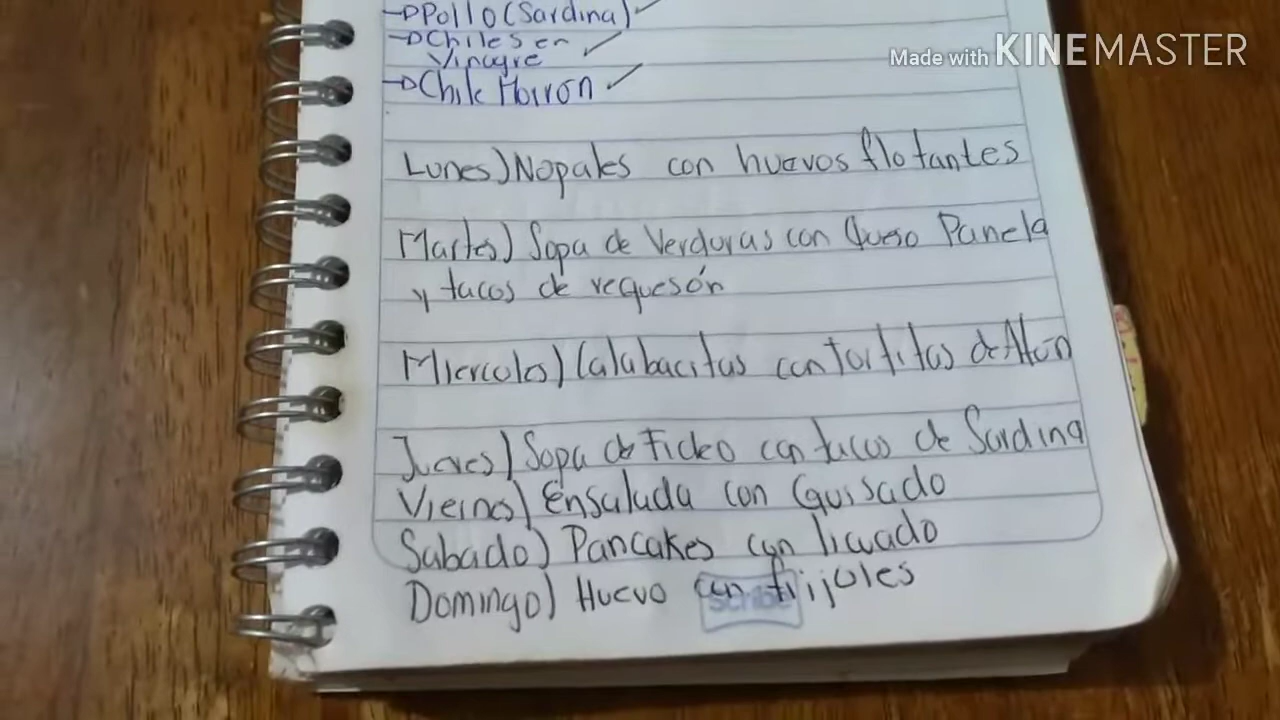 →Pollo(Sardina) ✓
→Chiles en ✓
Vinagre
→Chile Morron ✓
Made with KINEMASTER
Lunes) Nopales con huevos flotantes
Martes) Sopa de Verduras con Queso Panela
y tacos de requesón
Miercoles) Calabacitas con tortitas de Atún
Jueves) Sopa de Fideo con tacos de Sardina
Vieirnes) Ensalada con Guisado
Sabado) Pancakes con licuado
Domingo) Huevo con frijoles
Scribe